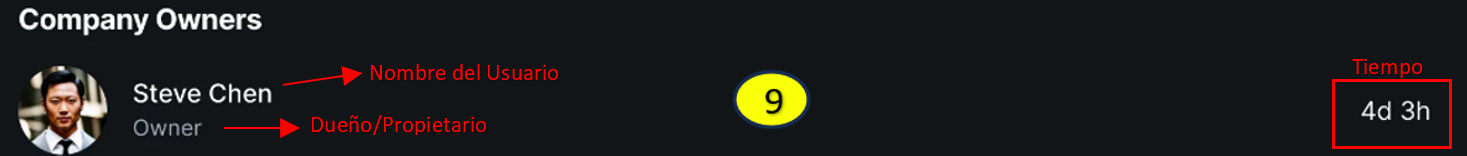 Company Owners
Tiempo
Nombre del Usuario
Steve Chen
9
4d 3h
Owner
Dueño/Propietario